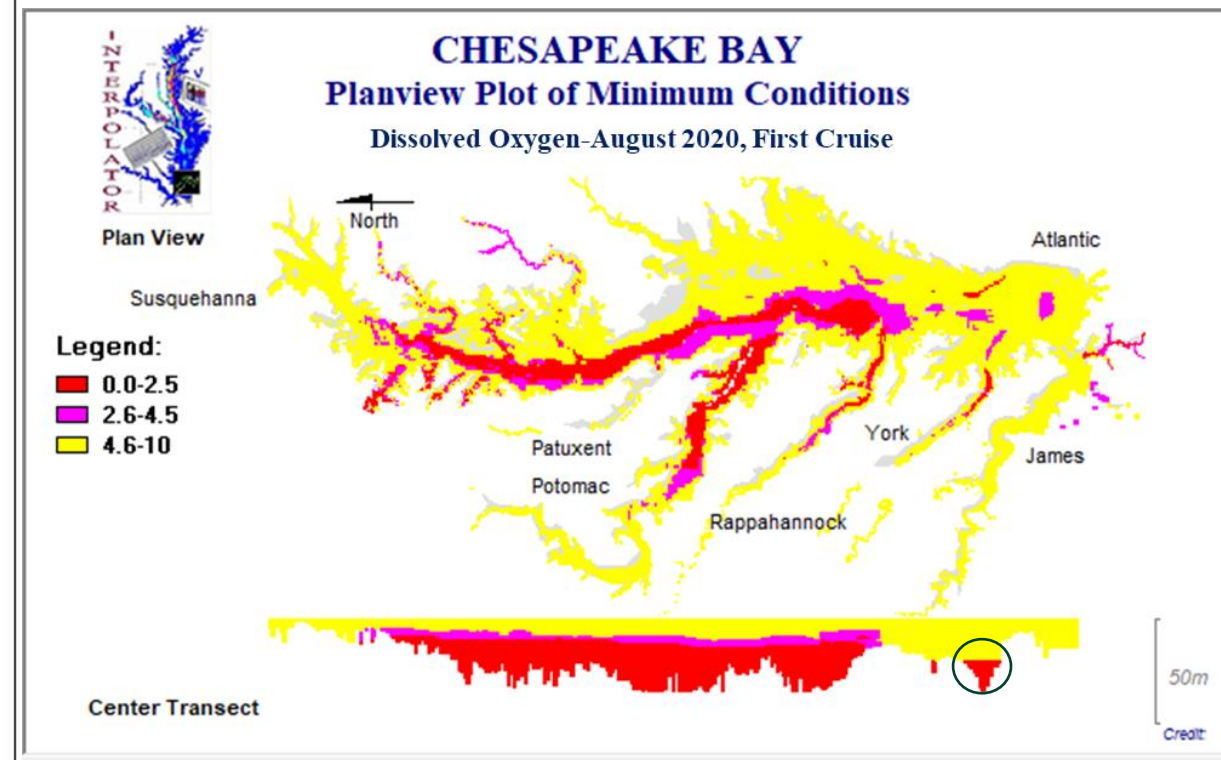 INTERPOLATOR
CHESAPEAKE BAY
Planview Plot of Minimum Conditions
Dissolved Oxygen-August 2020, First Cruise
Plan View
North
Atlantic
Susquehanna
Legend:
0.0-2.5
2.6-4.5
4.6-10
Patuxent
Potomac
Rappahannock
York
James
Center Transect
50m
Credit: